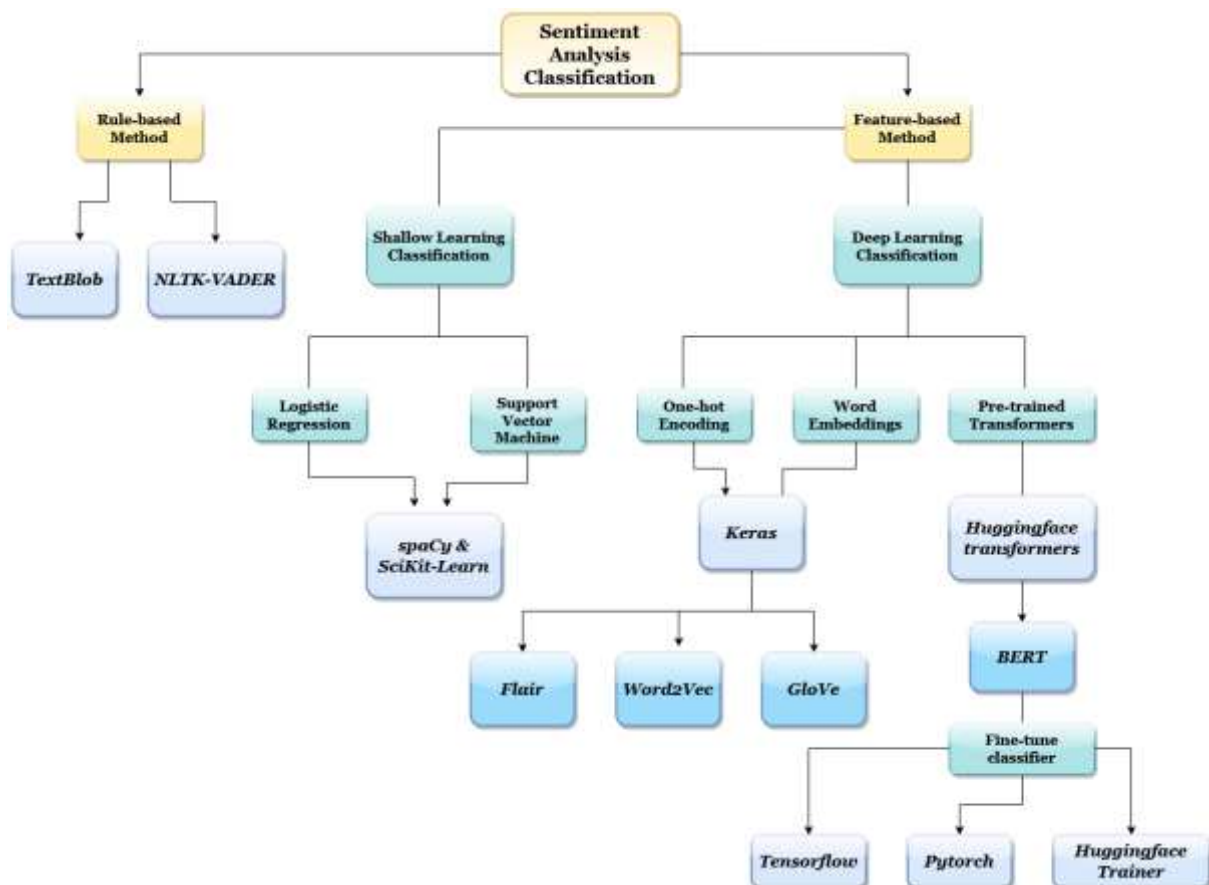 Sentiment
Analysis
Classification
Rule-based
Method
Feature-based
Method
Shallow Learning
Classification
Deep Learning
Classification
TextBlob
NLTK-VADER
Logistic
Regression
Support
Vector
Machine
One-hot
Encoding
Word
Embeddings
Pre-trained
Transformers
spaCy &
SciKit-Learn
Keras
Huggingface
transformers
Flair
Word2Vec
GloVe
BERT
Fine-tune
classifier
Tensorflow
Pytorch
Huggingface
Trainer